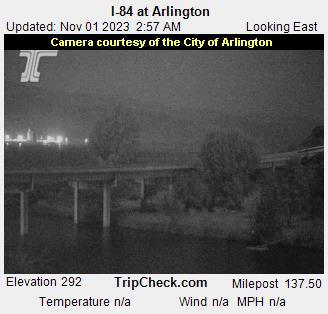 I-84 at Arlington
Updated: Nov 01 2023 2:57 AM Looking East
Camera courtesy of the City of Arlington
Elevation 292 TripCheck.com Milepost 137.50
Temperature n/a Wind n/a MPH n/a